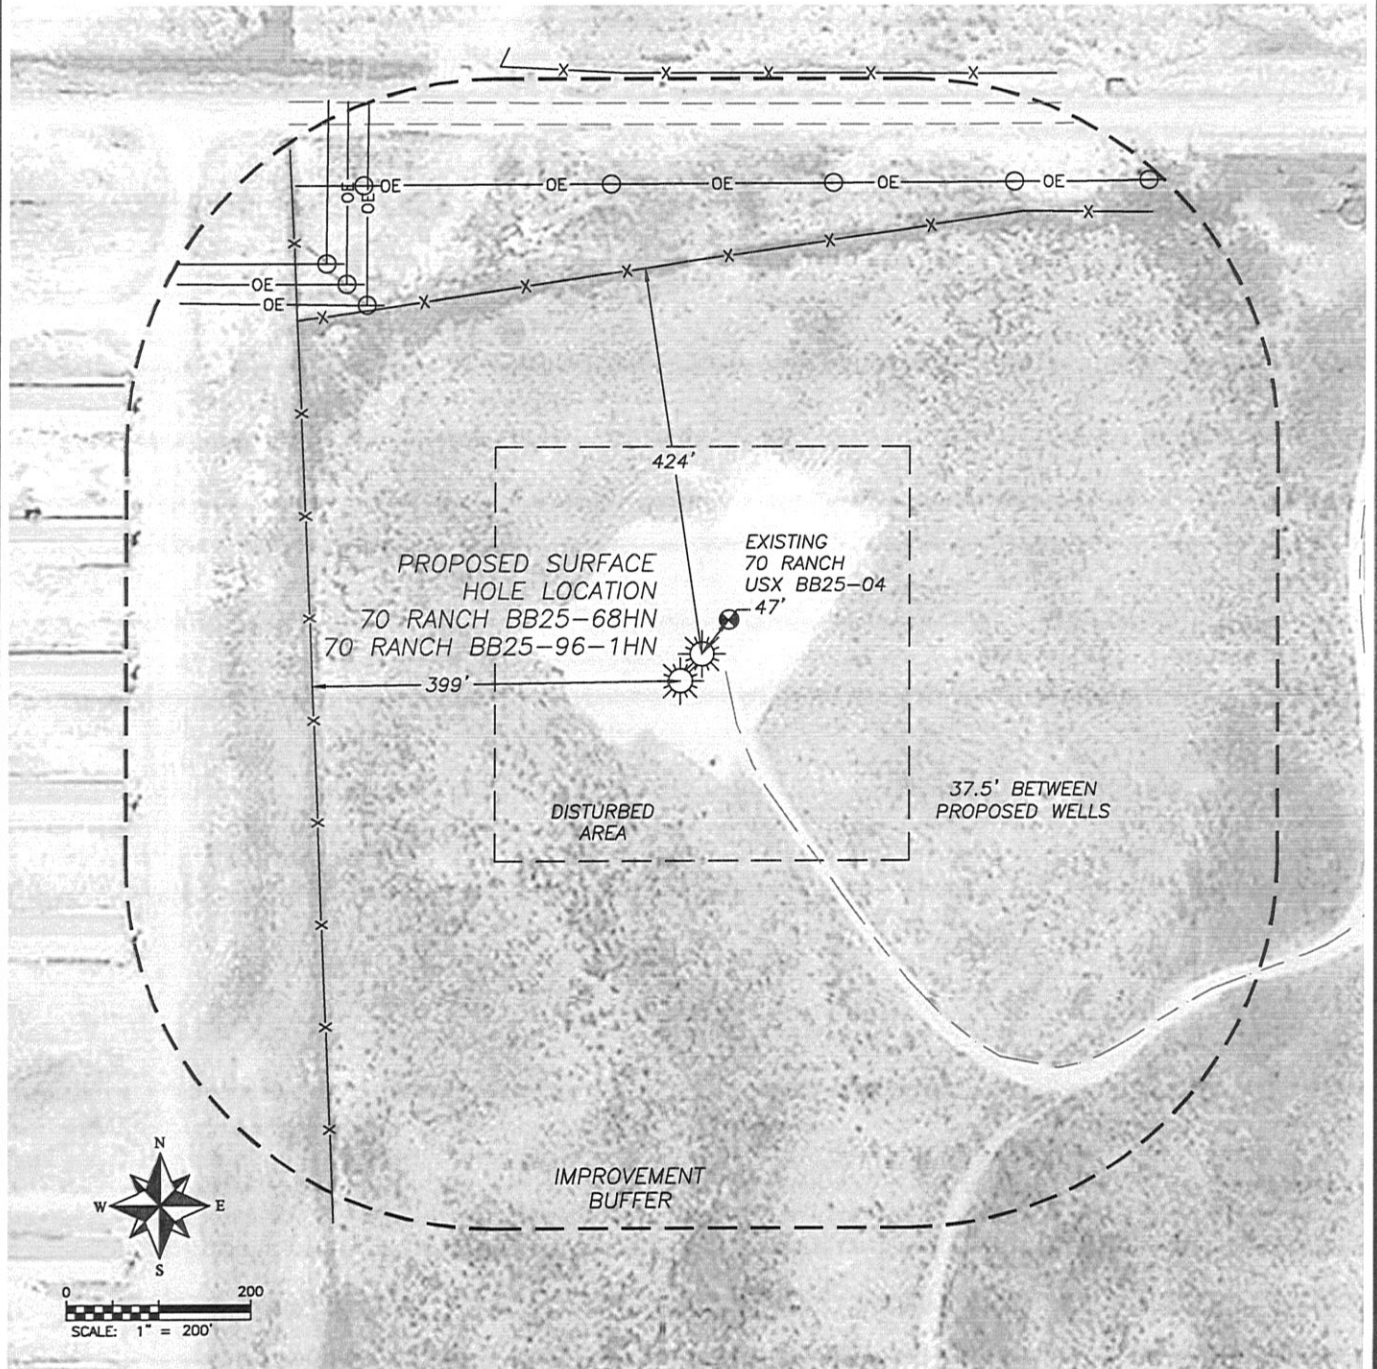 X X X X X
OE OE OE OE OE
OE
OE
X X X X X X X X X
OE
OE
X
X
X
X
X
X
X
X
X
X
424'
EXISTING
70 RANCH
USX BB25-04
47'
PROPOSED SURFACE
HOLE LOCATION
70 RANCH BB25-68HN
70 RANCH BB25-96-1HN
399'
37.5' BETWEEN
PROPOSED WELLS
DISTURBED
AREA
IMPROVEMENT
BUFFER
N
W E
S
0 200
SCALE: 1" = 200'